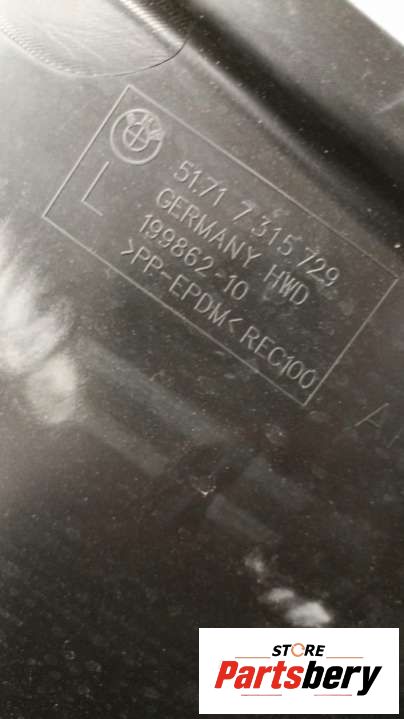 51.71 7 315 729
L GERMANY HWD
199862-10
>PP-EPDM< REC100
STORE
Partsbery